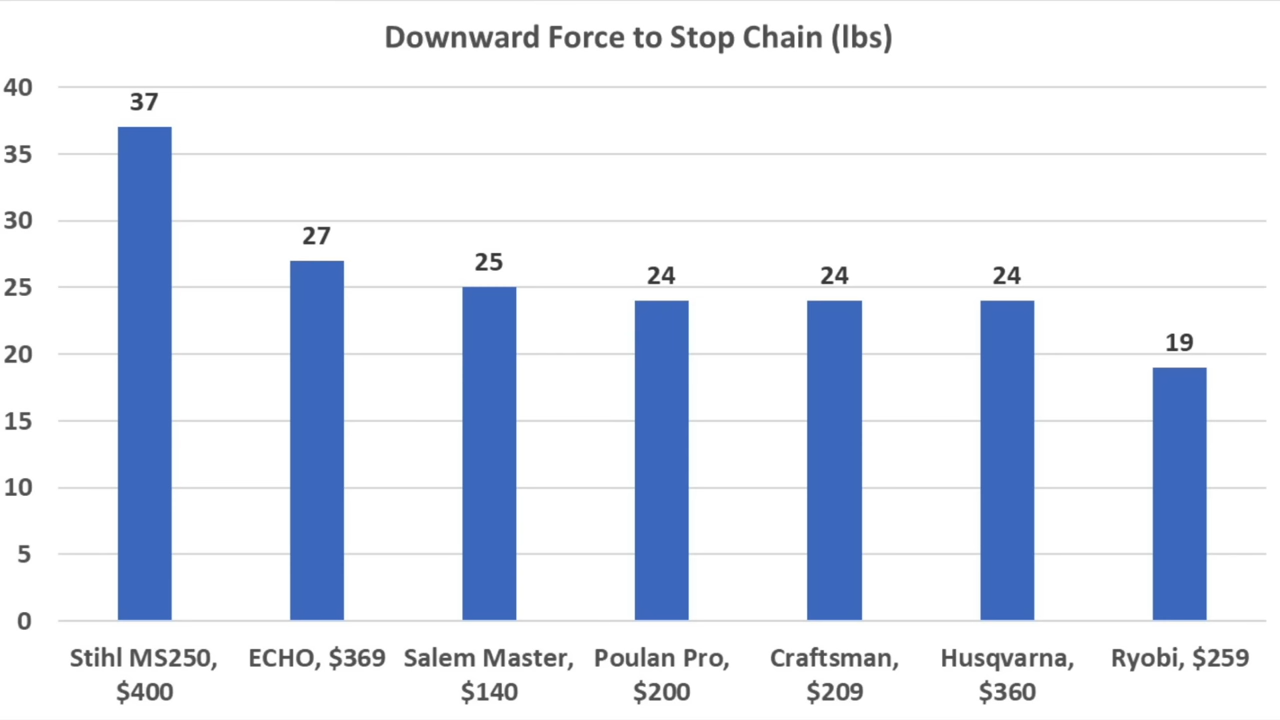 Downward Force to Stop Chain (lbs)
40
35
30
25
20
15
10
5
0
37
27
25
24
24
24
19
Stihl MS250, $400
ECHO, $369
Salem Master, $140
Poulan Pro, $200
Craftsman, $209
Husqvarna, $360
Ryobi, $259